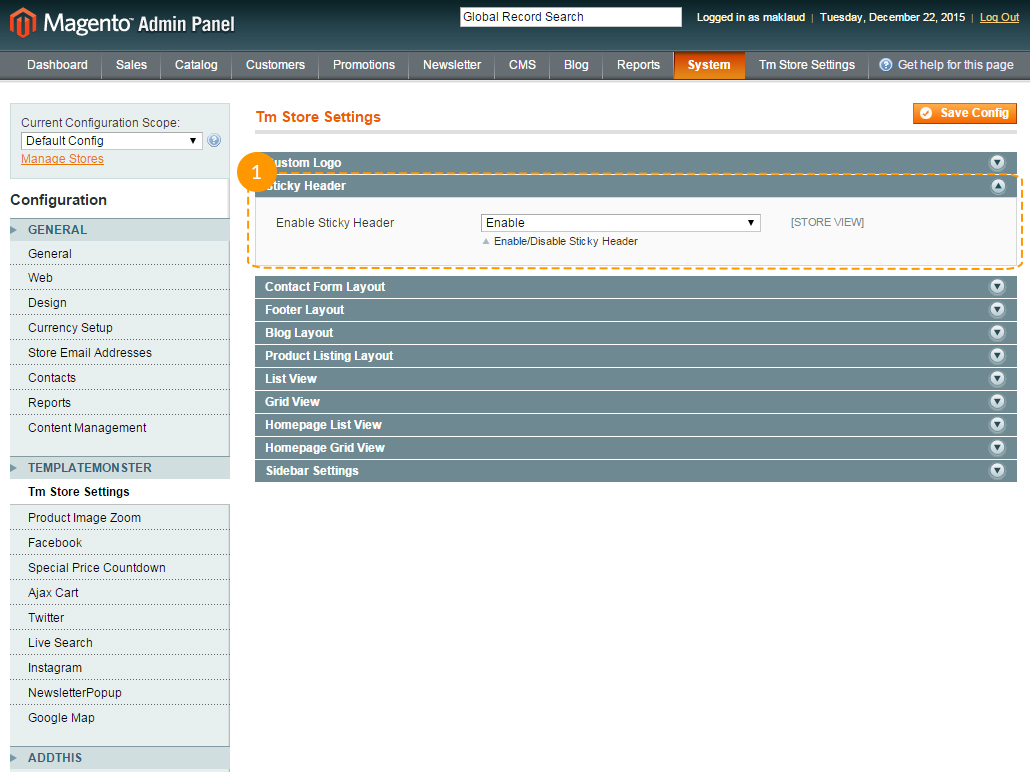 Magento Admin Panel
Global Record Search
Logged in as maklaud | Tuesday, December 22, 2015 | Log Out
Dashboard Sales Catalog Customers Promotions Newsletter CMS Blog Reports System Tm Store Settings ? Get help for this page
Current Configuration Scope:
Default Config ?
Manage Stores
Configuration
GENERAL
General
Web
Design
Currency Setup
Store Email Addresses
Contacts
Reports
Content Management
TEMPLATEMONSTER
Tm Store Settings
Product Image Zoom
Facebook
Special Price Countdown
Ajax Cart
Twitter
Live Search
Instagram
NewsletterPopup
Google Map
ADDTHIS
Tm Store Settings
Save Config
ustom Logo
1
Sticky Header
Enable Sticky Header Enable [STORE VIEW]
Enable/Disable Sticky Header
Contact Form Layout
Footer Layout
Blog Layout
Product Listing Layout
List View
Grid View
Homepage List View
Homepage Grid View
Sidebar Settings